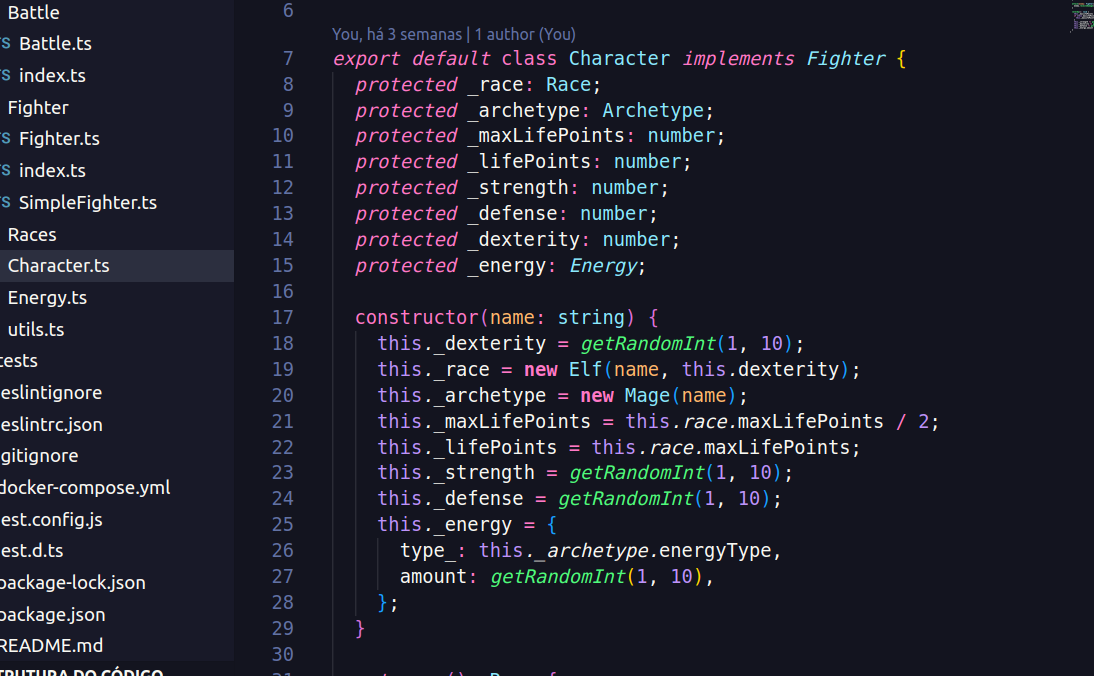 Battle
TS Battle.ts
TS index.ts
Fighter
TS Fighter.ts
TS index.ts
TS SimpleFighter.ts
Races
Character.ts
Energy.ts
utils.ts
tests
eslintignore
eslintrc.json
gitignore
docker-compose.yml
est.config.js
est.d.ts
package-lock.json
package.json
README.md
TRUTURA DO CÓDIGO
6
You, há 3 semanas | 1 author (You)
7 export default class Character implements Fighter {
8 protected _race: Race;
9 protected _archetype: Archetype;
10 protected _maxLifePoints: number;
11 protected _lifePoints: number;
12 protected _strength: number;
13 protected _defense: number;
14 protected _dexterity: number;
15 protected _energy: Energy;
16
17 constructor(name: string) {
18 this._dexterity = getRandomInt(1, 10);
19 this._race = new Elf(name, this.dexterity);
20 this._archetype = new Mage(name);
21 this._maxLifePoints = this.race.maxLifePoints / 2;
22 this._lifePoints = this.race.maxLifePoints;
23 this._strength = getRandomInt(1, 10);
24 this._defense = getRandomInt(1, 10);
25 this._energy = {
26 type_: this._archetype.energyType,
27 amount: getRandomInt(1, 10),
28 };
29 }
30